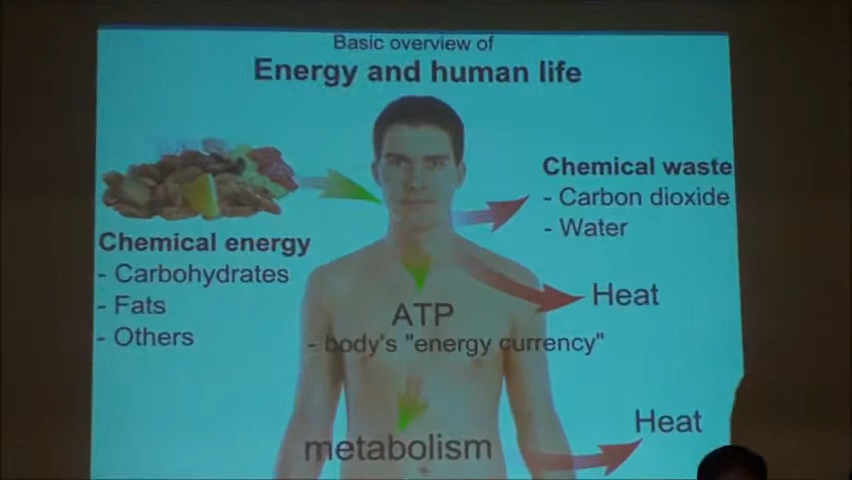 Basic overview of
Energy and human life
Chemical energy
- Carbohydrates
- Fats
- Others
Chemical waste
- Carbon dioxide
- Water
Heat
ATP
- body's "energy currency"
metabolism
Heat